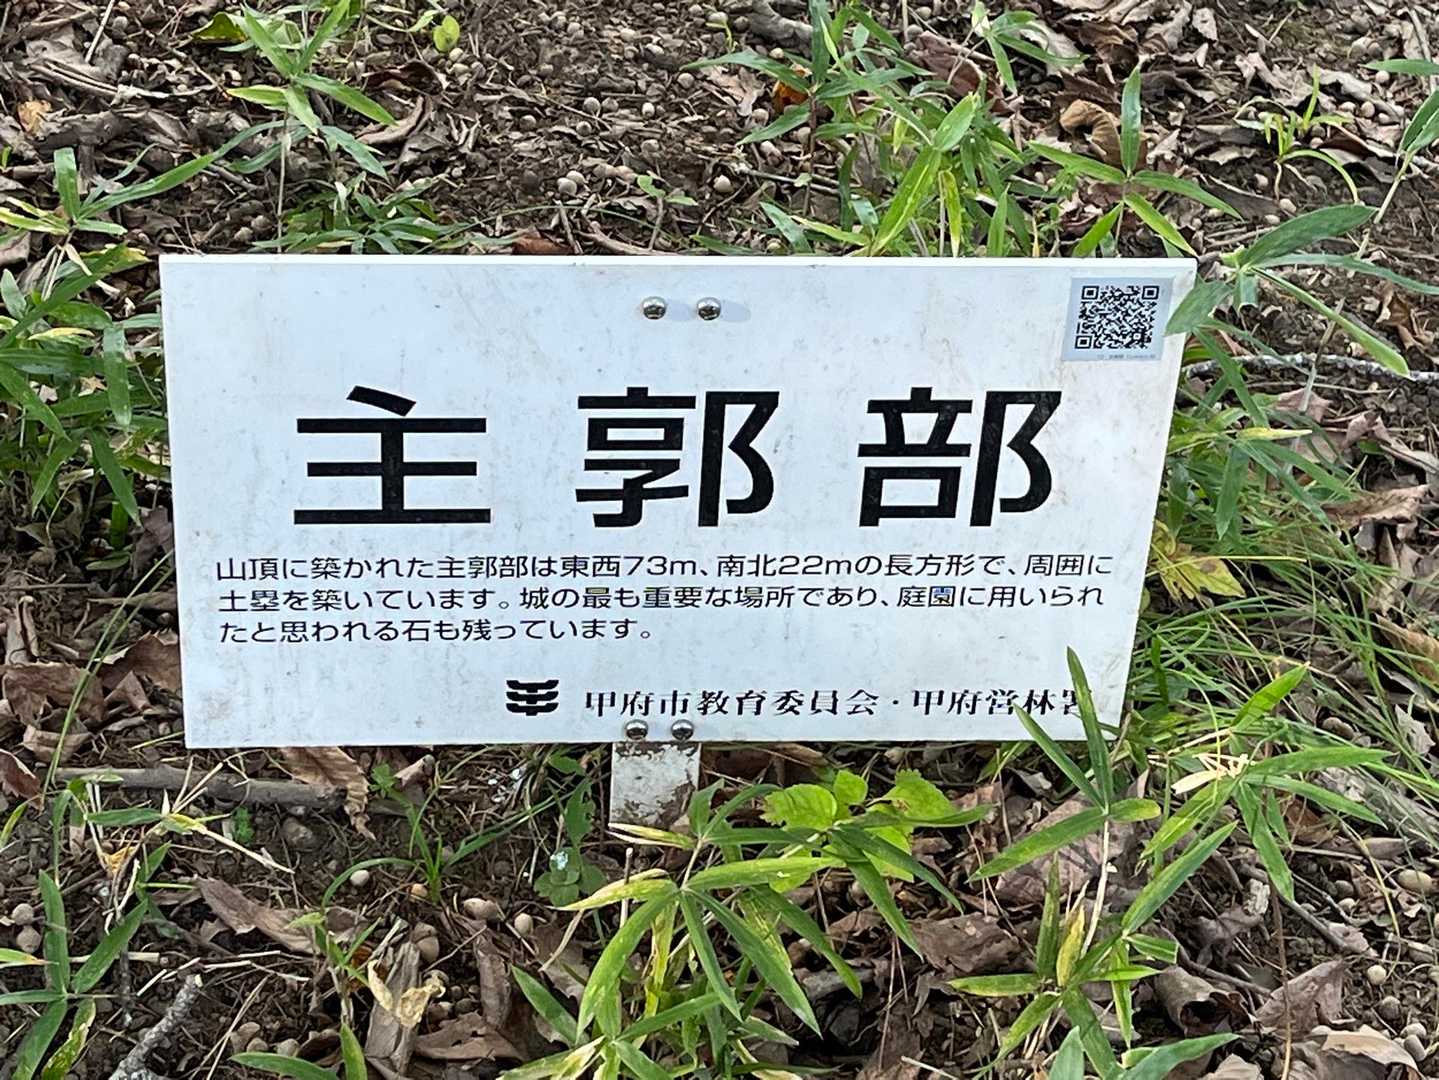 主郭部
山頂に築かれた主郭部は東西73m、南北22mの長方形で、周囲に
土塁を築いています。城の最も重要な場所であり、庭園に用いられ
たと思われる石も残っています。
甲府市教育委員会・甲府営林署